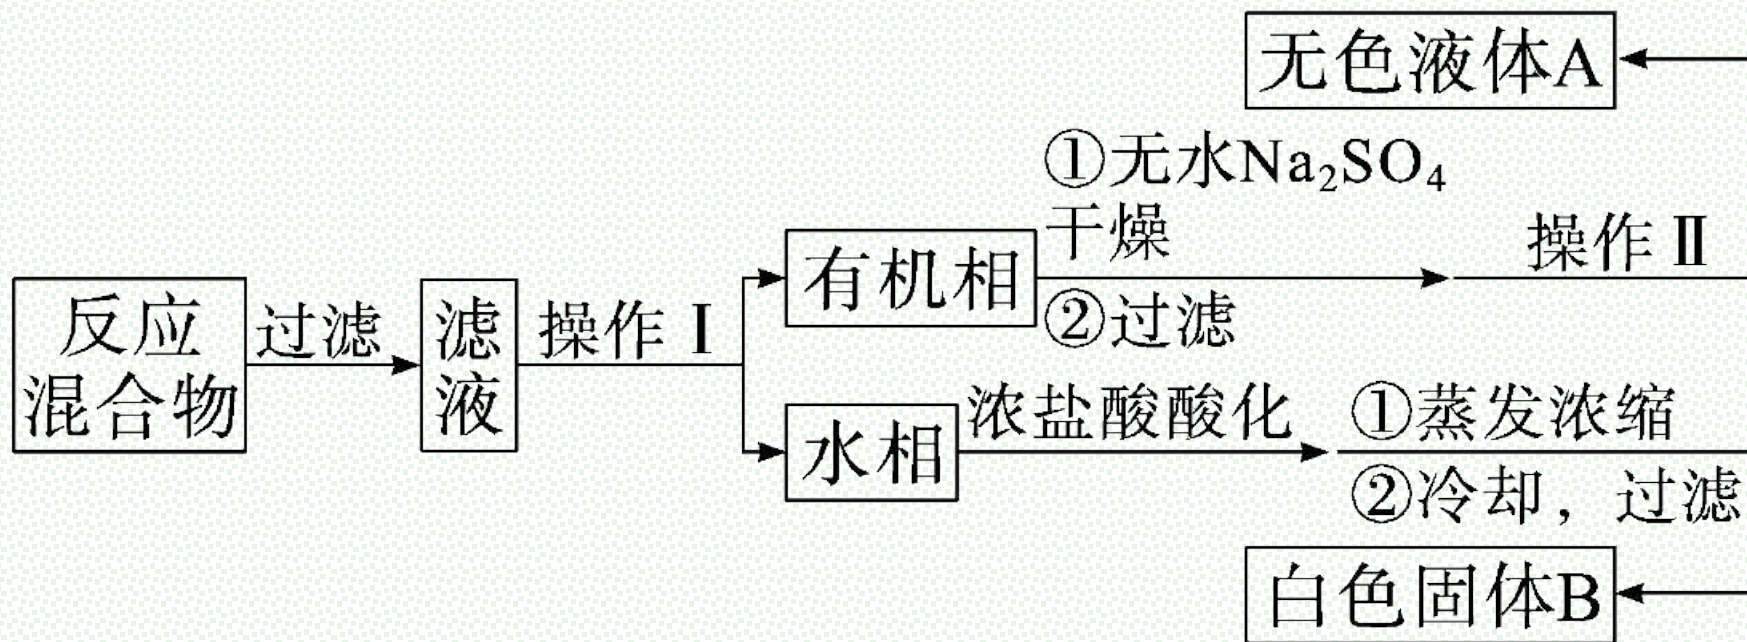 无色液体A
①无水Na₂SO₄
干燥
②过滤
操作Ⅱ
有机相
反应
混合物
过滤
滤
液
操作Ⅰ
水相
浓盐酸酸化
①蒸发浓缩
②冷却，过滤
白色固体B